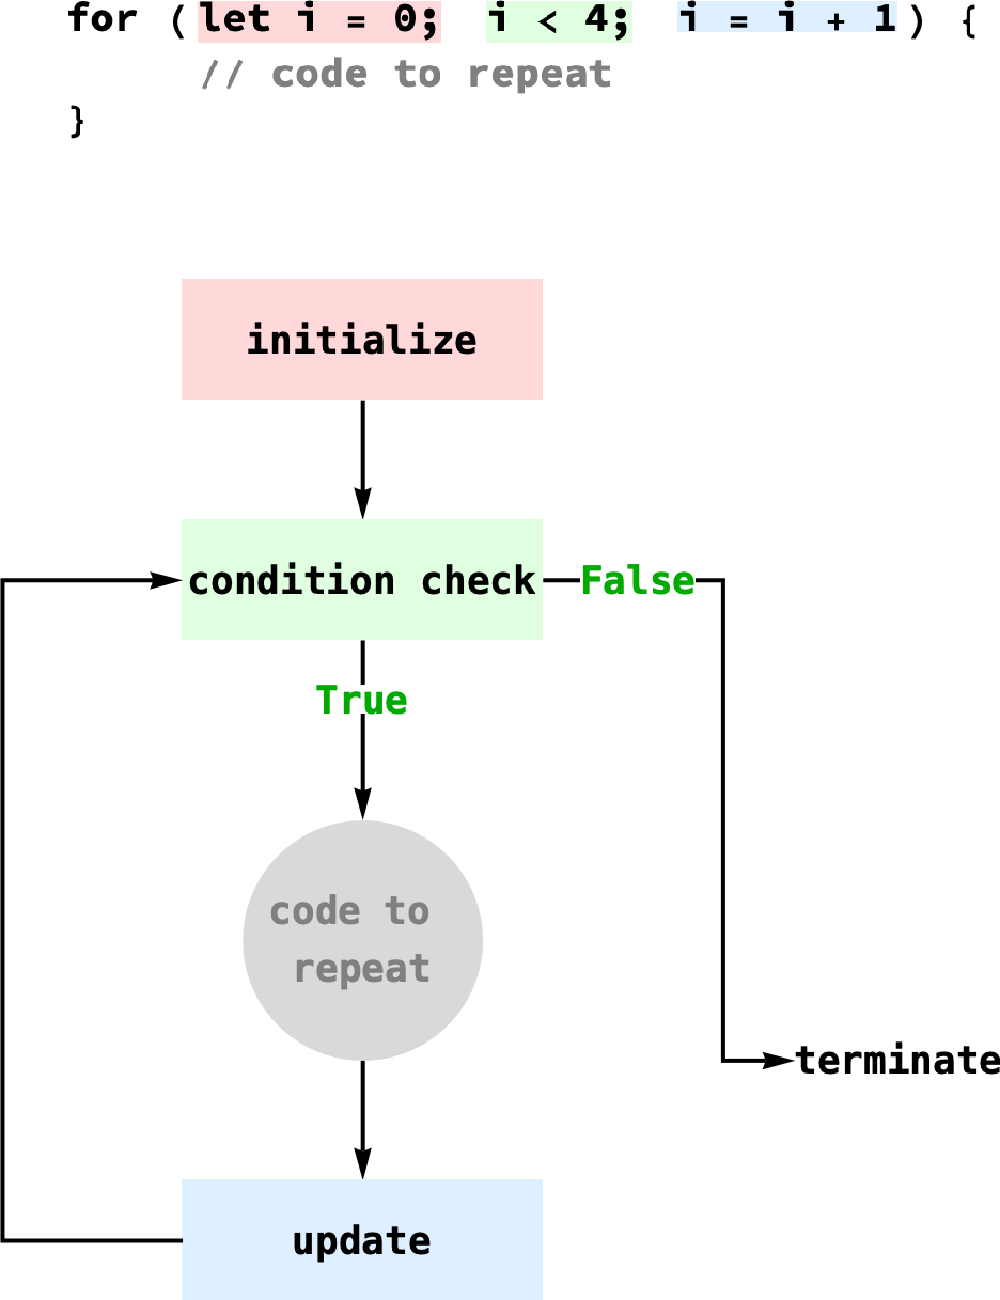 for (let i = 0; i < 4; i = i + 1) {
// code to repeat
}
initialize
condition check
False
True
code to
repeat
terminate
update